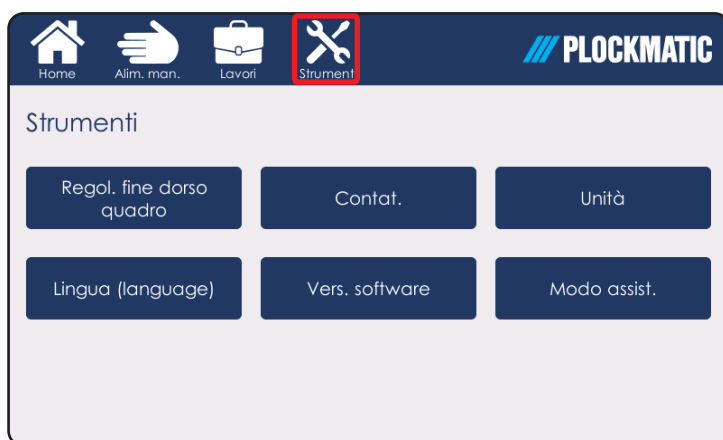 Home
Alim. man.
Lavori
Strument
PLOCKMATIC
Strumenti
Regol. fine dorso
quadro
Contat.
Unità
Lingua (language)
Vers. software
Modo assist.